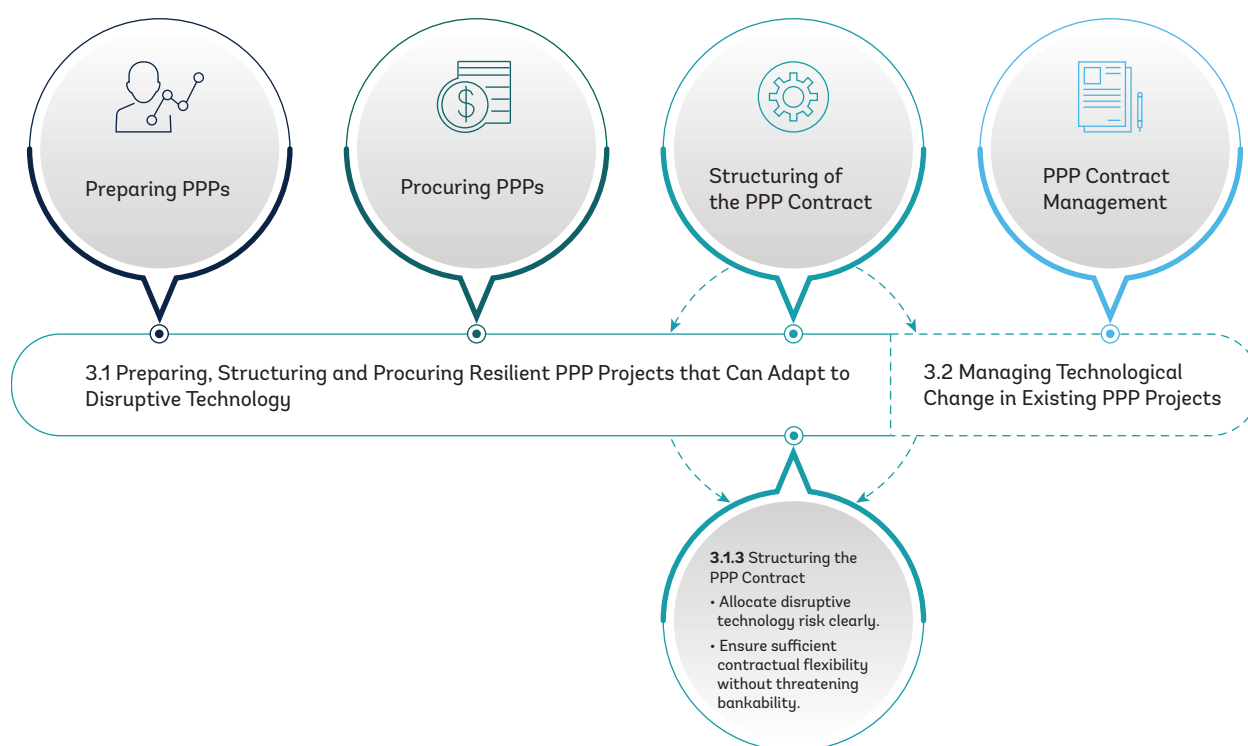 $
Preparing PPPs
Procuring PPPs
Structuring of
the PPP Contract
PPP Contract
Management
3.1 Preparing, Structuring and Procuring Resilient PPP Projects that Can Adapt to
Disruptive Technology
3.2 Managing Technological
Change in Existing PPP Projects
3.1.3 Structuring the
PPP Contract
• Allocate disruptive
technology risk clearly.
• Ensure sufficient
contractual flexibility
without threatening
bankability.